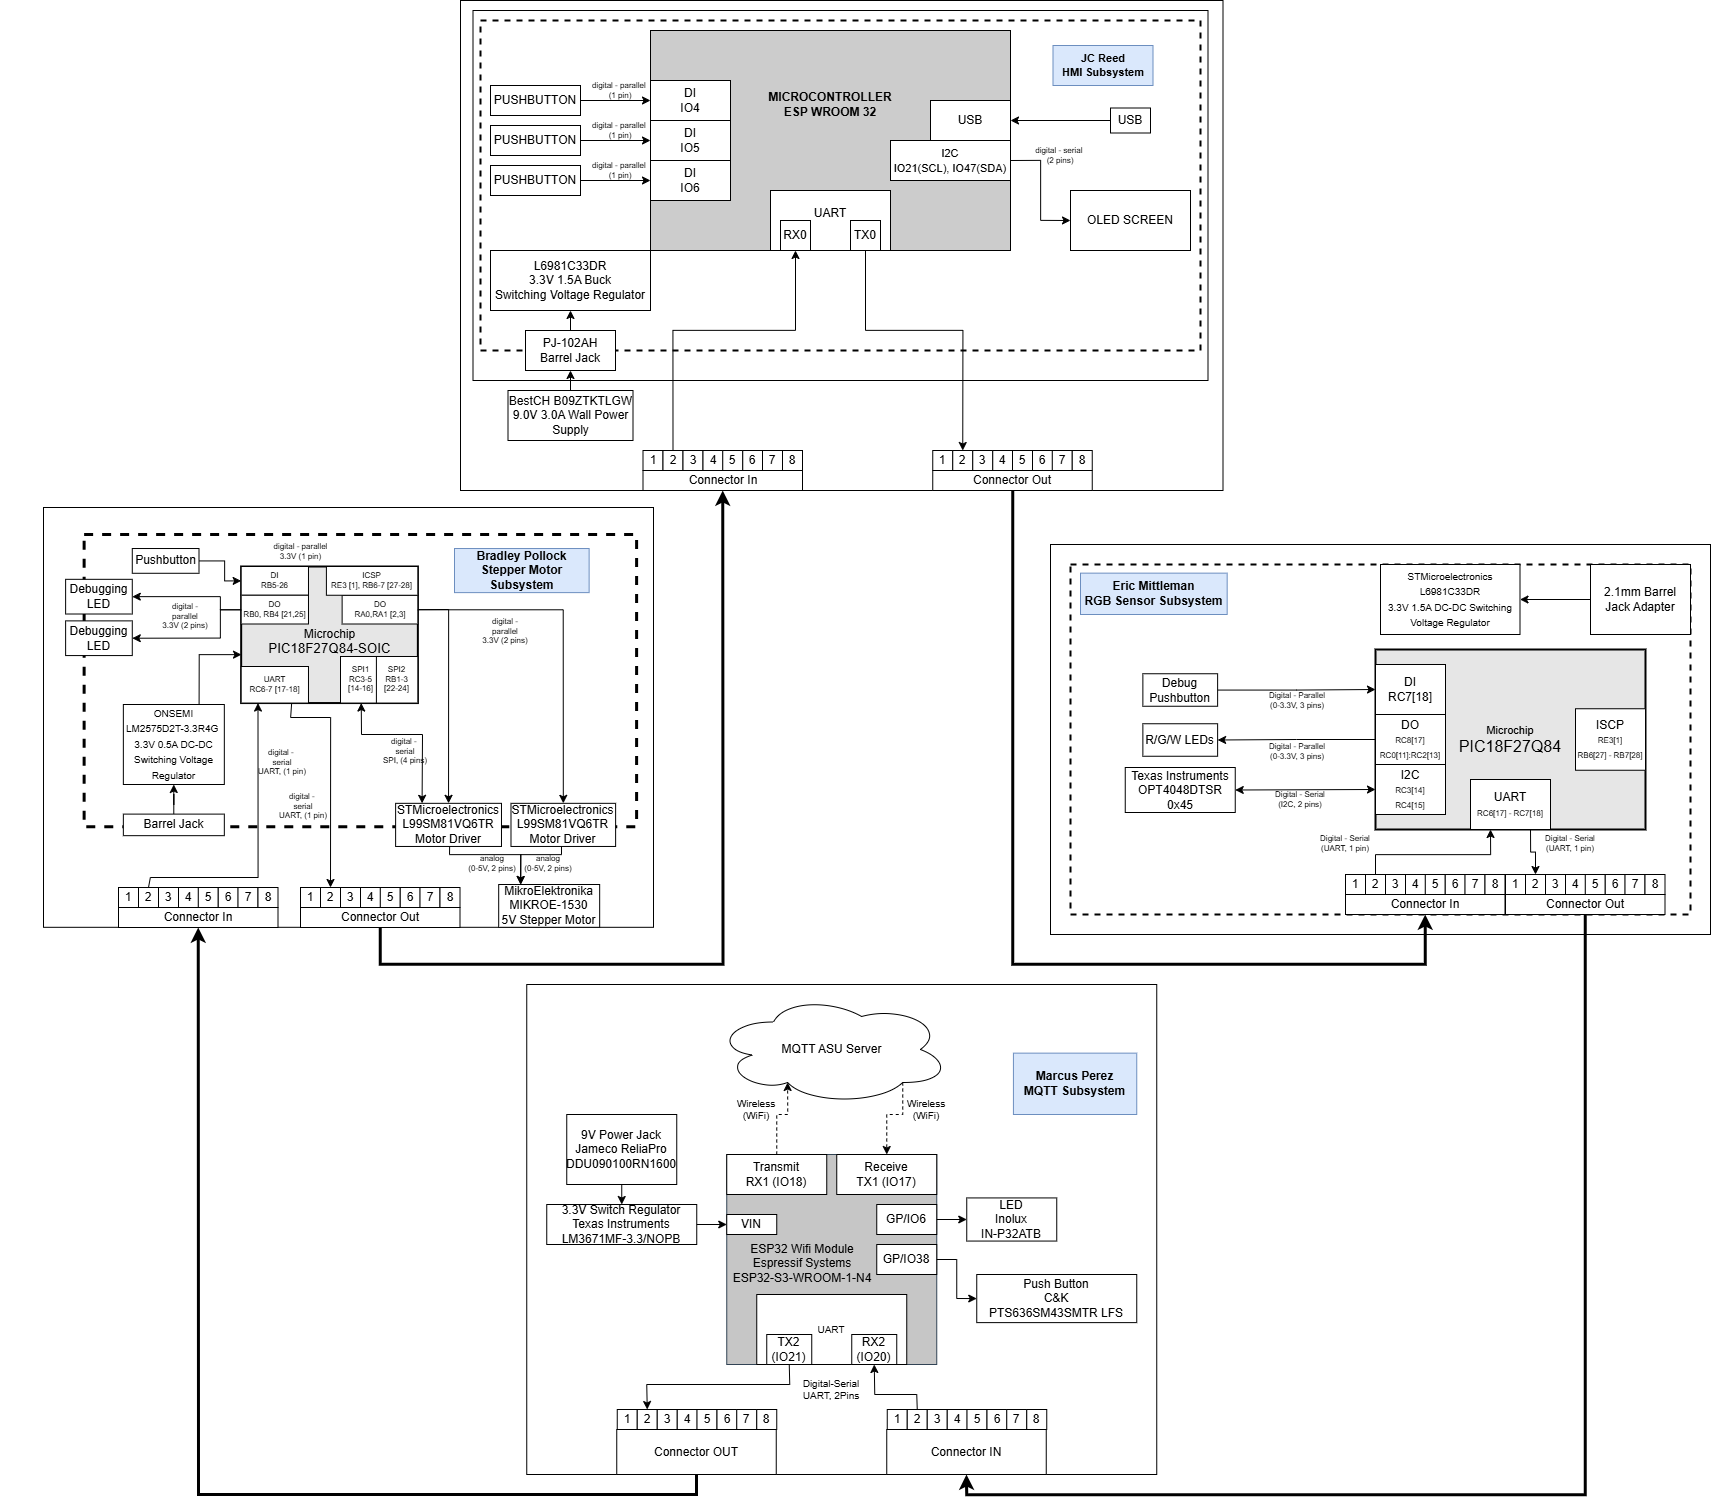 JC Reed
HMI Subsystem
MICROCONTROLLER
ESP WROOM 32
PUSHBUTTON
digital - parallel
(1 pin)
DI
IO4
PUSHBUTTON
digital - parallel
(1 pin)
DI
IO5
PUSHBUTTON
digital - parallel
(1 pin)
DI
IO6
USB
USB
I2C
IO21(SCL), IO47(SDA)
digital - serial
(2 pins)
OLED SCREEN
UART
RX0
TX0
L6981C33DR
3.3V 1.5A Buck
Switching Voltage Regulator
PJ-102AH
Barrel Jack
BestCH B09ZTKTLGW
9.0V 3.0A Wall Power
Supply
1 2 3 4 5 6 7 8
Connector In
1 2 3 4 5 6 7 8
Connector Out
Bradley Pollock
Stepper Motor
Subsystem
Pushbutton
digital - parallel
3.3V (1 pin)
DI
RB5-26
ICSP
RE3 [1], RB6-7 [27-28]
Debugging
LED
Debugging
LED
digital -
parallel
3.3V (2 pins)
DO
RB0, RB4 [21,25]
DO
RA0,RA1 [2,3]
digital -
parallel
3.3V (2 pins)
Microchip
PIC18F27Q84-SOIC
UART
RC6-7 [17-18]
SPI1
RC3-5
[14-16]
SPI2
RB1-3
[22-24]
ONSEMI
LM2575D2T-3.3R4G
3.3V 0.5A DC-DC
Switching Voltage
Regulator
Barrel Jack
digital -
serial
UART, (1 pin)
digital -
serial
UART, (1 pin)
digital -
serial
SPI, (4 pins)
STMicroelectronics
L99SM81VQ6TR
Motor Driver
STMicroelectronics
L99SM81VQ6TR
Motor Driver
analog
(0-5V, 2 pins)
analog
(0-5V, 2 pins)
MikroElektronika
MIKROE-1530
5V Stepper Motor
1 2 3 4 5 6 7 8
Connector In
1 2 3 4 5 6 7 8
Connector Out
Eric Mittleman
RGB Sensor Subsystem
STMicroelectronics
L6981C33DR
3.3V 1.5A DC-DC Switching
Voltage Regulator
2.1mm Barrel
Jack Adapter
Debug
Pushbutton
Digital - Parallel
(0-3.3V, 3 pins)
DI
RC7[18]
R/G/W LEDs
Digital - Parallel
(0-3.3V, 3 pins)
DO
RC8[17]
RC0[11]:RC2[13]
Texas Instruments
OPT4048DTSR
0x45
Digital - Serial
(I2C, 2 pins)
I2C
RC3[14]
RC4[15]
Microchip
PIC18F27Q84
ISCP
RE3[1]
RB6[27] - RB7[28]
UART
RC6[17] - RC7[18]
Digital - Serial
(UART, 1 pin)
Digital - Serial
(UART, 1 pin)
1 2 3 4 5 6 7 8
Connector In
1 2 3 4 5 6 7 8
Connector Out
MQTT ASU Server
Marcus Perez
MQTT Subsystem
Wireless
(WiFi)
Wireless
(WiFi)
9V Power Jack
Jameco ReliaPro
DDU090100RN1600
3.3V Switch Regulator
Texas Instruments
LM3671MF-3.3/NOPB
Transmit
RX1 (IO18)
Receive
TX1 (IO17)
VIN
GP/IO6
LED
Inolux
IN-P32ATB
GP/IO38
Push Button
C&K
PTS636SM43SMTR LFS
ESP32 Wifi Module
Espressif Systems
ESP32-S3-WROOM-1-N4
UART
TX2
(IO21)
RX2
(IO20)
Digital-Serial
UART, 2Pins
1 2 3 4 5 6 7 8
Connector OUT
1 2 3 4 5 6 7 8
Connector IN